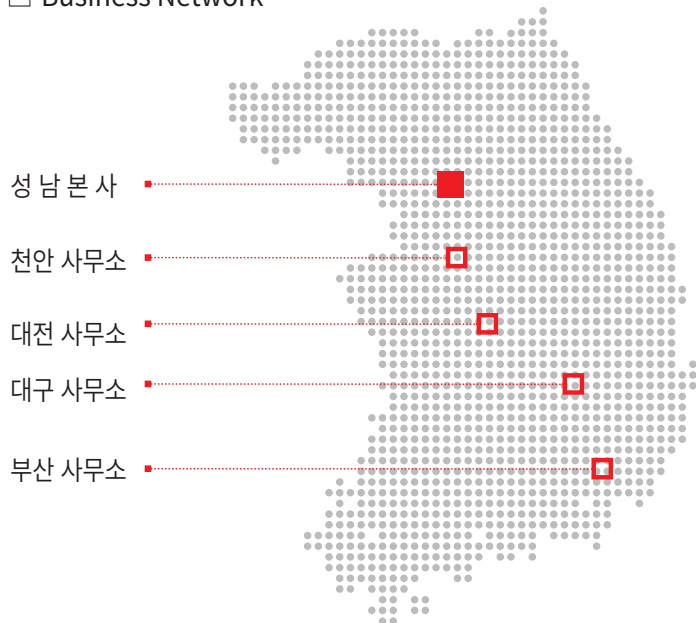 Business Network
성 남 본 사
천안 사무소
대전 사무소
대구 사무소
부산 사무소